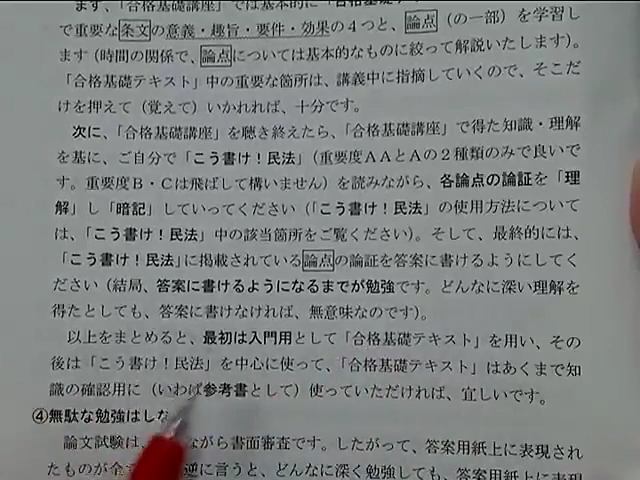 ます、「合格基礎講座」では基本的に「合格基礎
で重要な条文の意義・趣旨・要件・効果の4つと、論点（の一部）を学習し
ます（時間の関係で、論点については基本的なものに絞って解説いたします）。
「合格基礎テキスト」中の重要な箇所は、講義中に指摘していくので、そこだ
けを押えて（覚えて）いかれれば、十分です。
次に、「合格基礎講座」を聴き終えたら、「合格基礎講座」で得た知識・理解
を基に、ご自分で「こう書け！民法」（重要度ＡＡとＡの２種類のみで良いで
す。重要度Ｂ・Ｃは飛ばして構いません）を読みながら、各論点の論証を「理
解」し「暗記」していってください（「こう書け！民法」の使用方法について
は、「こう書け！民法」中の該当箇所をご覧ください）。そして、最終的には、
「こう書け！民法」に掲載されている論点の論証を答案に書けるようにしてく
ださい（結局、答案に書けるようになるまでが勉強です。どんなに深い理解を
得たとしても、答案に書けなければ、無意味なのです）。
以上をまとめると、最初は入門用として「合格基礎テキスト」を用い、その
後は「こう書け！民法」を中心に使って、「合格基礎テキスト」はあくまで知
識の確認用に（いわば参考書として）使っていただければ、宜しいです。
④無駄な勉強はしな
論文試験は、ながら書面審査です。したがって、答案用紙上に表現され
たものが全 逆に言うと、どんなに深く勉強しても、答案用紙上に表現